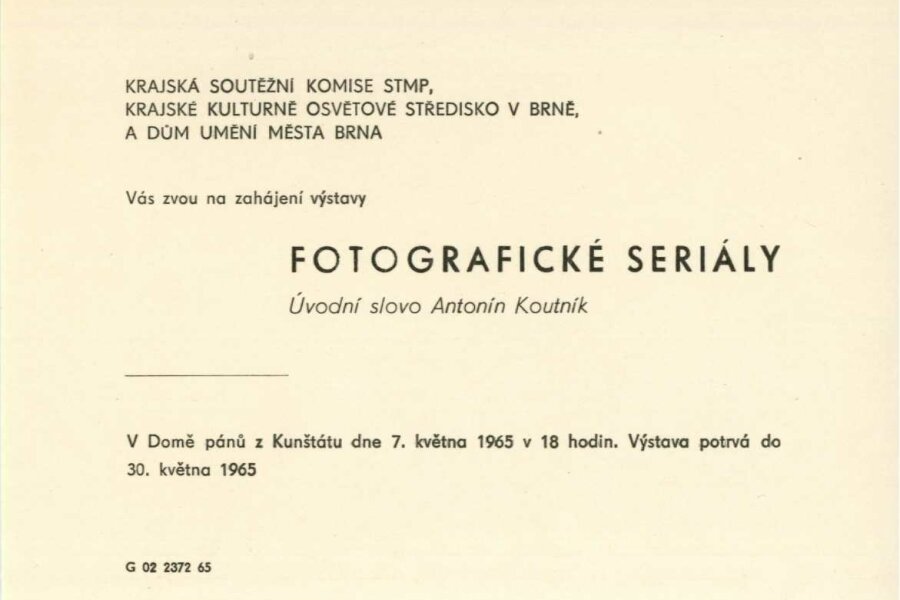 KRAJSKÁ SOUTĚŽNÍ KOMISE STMP,
KRAJSKÉ KULTURNĚ OSVĚTOVÉ STŘEDISKO V BRNĚ,
A DŮM UMĚNÍ MĚSTA BRNA
Vás zvou na zahájení výstavy
FOTOGRAFICKÉ SERIÁLY
Úvodní slovo Antonín Koutník
V Domě pánů z Kunštátu dne 7. května 1965 v 18 hodin. Výstava potrvá do
30. května 1965
G 02 2372 65